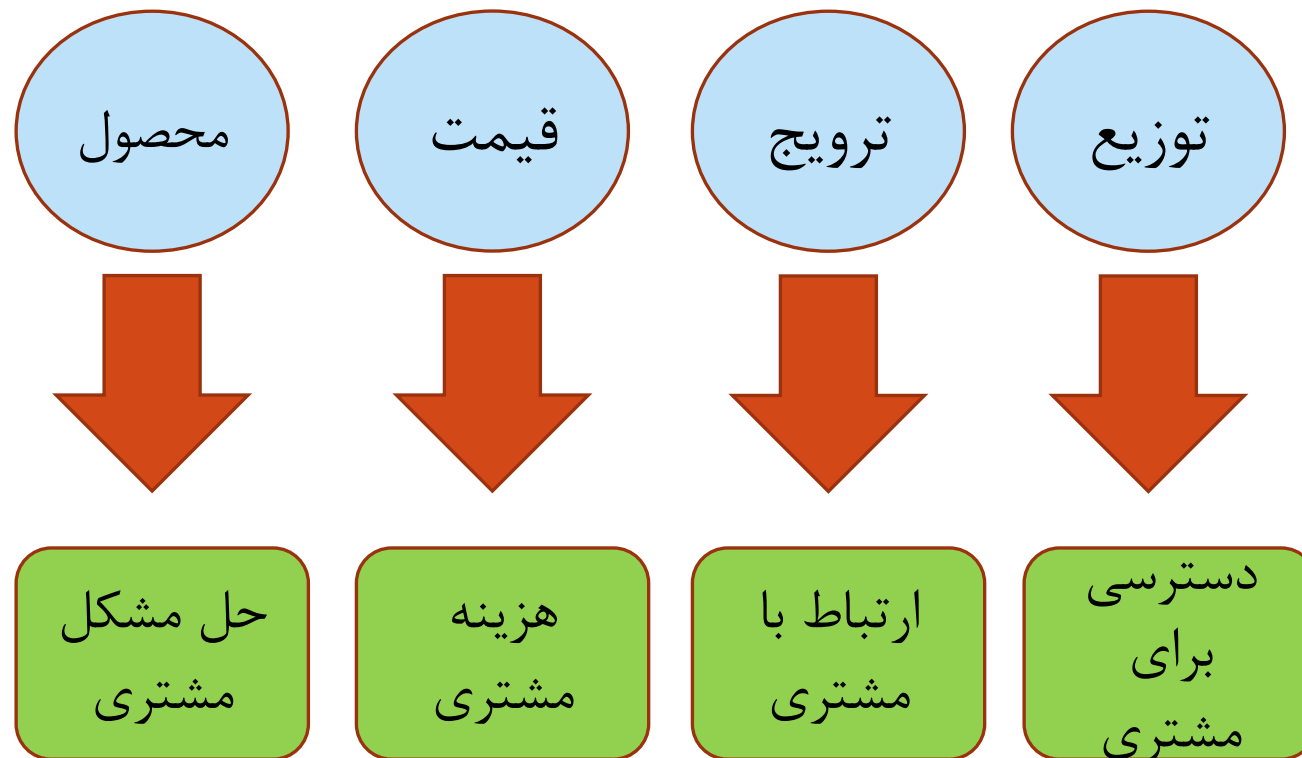 توزیع
ترویج
قیمت
محصول
دسترسی
برای
مشتری
ارتباط با
مشتری
هزینه
مشتری
حل مشکل
مشتری